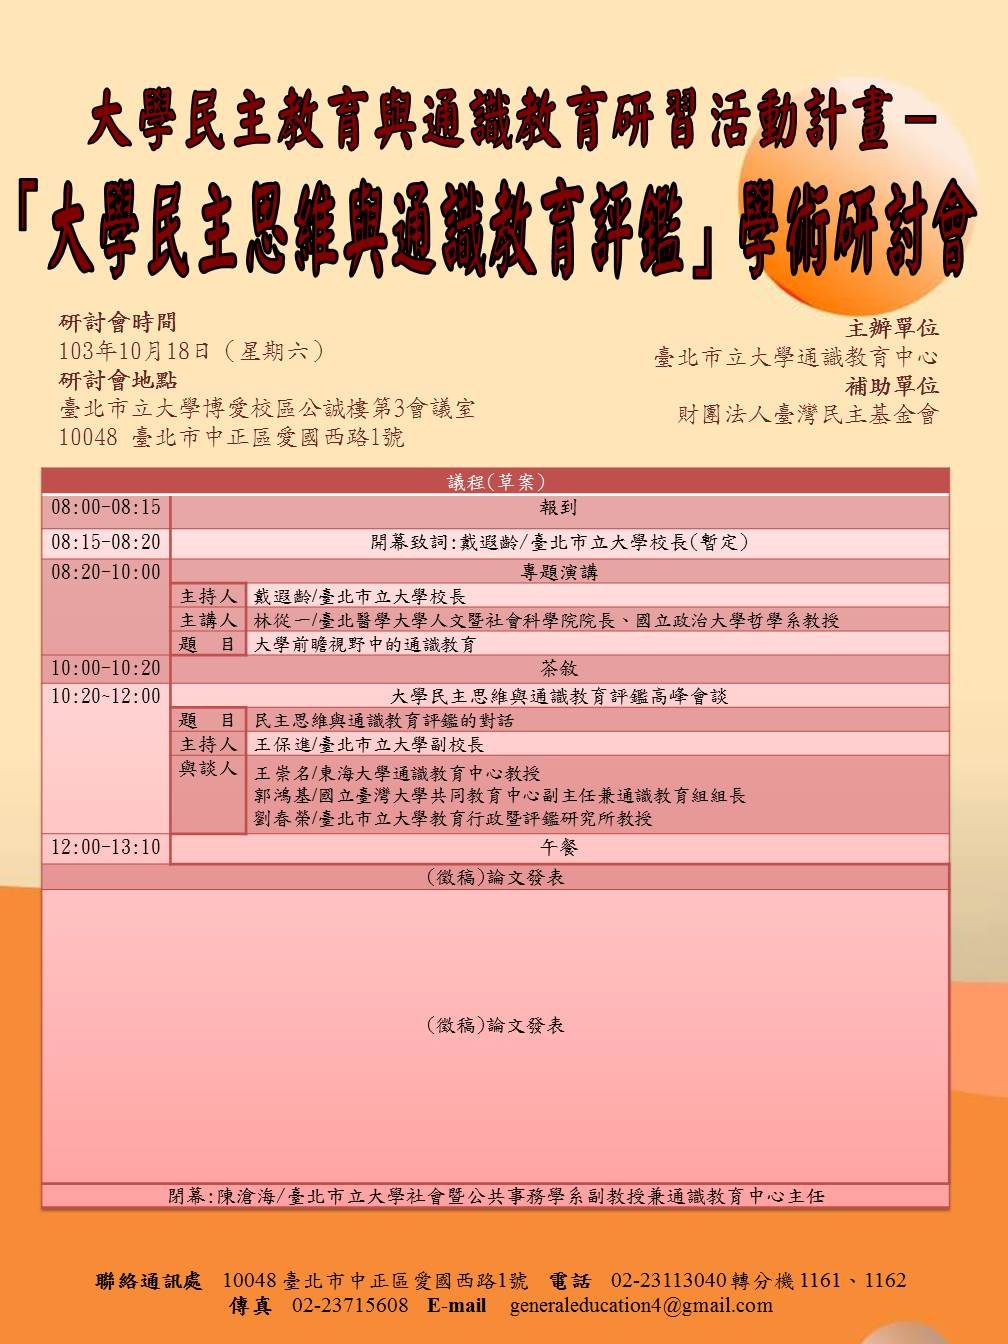 大學民主教育與通識教育研習活動計畫－
「大學民主思維與通識教育評鑑」學術研討會
研討會時間
103年10月18日（星期六）
研討會地點
臺北市立大學博愛校區公誠樓第3會議室
10048 臺北市中正區愛國西路1號
主辦單位
臺北市立大學通識教育中心
補助單位
財團法人臺灣民主基金會
議程(草案)
08:00-08:15 報到
08:15-08:20 開幕致詞:戴遐齡/臺北市立大學校長(暫定)
08:20-10:00 專題演講
主持人 戴遐齡/臺北市立大學校長
主講人 林從一/臺北醫學大學人文暨社會科學院院長、國立政治大學哲學系教授
題 目 大學前瞻視野中的通識教育
10:00-10:20 茶敘
10:20~12:00 大學民主思維與通識教育評鑑高峰會談
題 目 民主思維與通識教育評鑑的對話
主持人 王保進/臺北市立大學副校長
與談人 王崇名/東海大學通識教育中心教授
郭鴻基/國立臺灣大學共同教育中心副主任兼通識教育組組長
劉春榮/臺北市立大學教育行政暨評鑑研究所教授
12:00-13:10 午餐
(徵稿)論文發表
(徵稿)論文發表
閉幕:陳滄海/臺北市立大學社會暨公共事務學系副教授兼通識教育中心主任
聯絡通訊處 10048 臺北市中正區愛國西路1號 電話 02-23113040 轉分機 1161、1162
傳真 02-23715608 E-mail generaleducation4@gmail.com